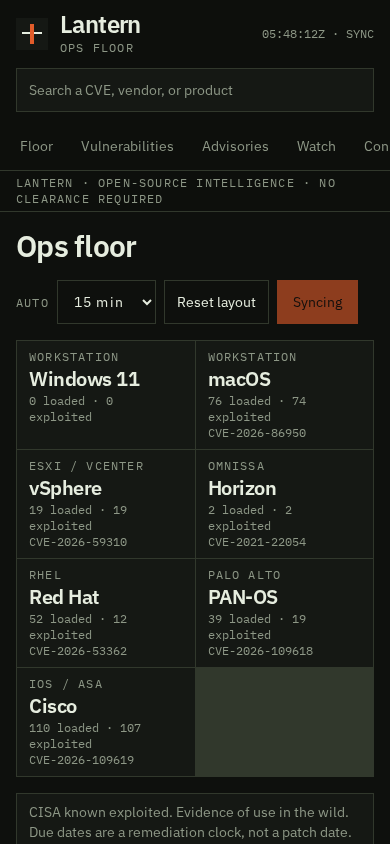 Lantern
OPS FLOOR
05:48:12Z · SYNC
Search a CVE, vendor, or product
Floor Vulnerabilities Advisories Watch Con
LANTERN · OPEN-SOURCE INTELLIGENCE · NO
CLEARANCE REQUIRED
Ops floor
AUTO 15 min Reset layout Syncing
WORKSTATION
Windows 11
0 loaded · 0
exploited
WORKSTATION
macOS
76 loaded · 74
exploited
CVE-2026-86950
ESXI / VCENTER
vSphere
19 loaded · 19
exploited
CVE-2026-59310
OMNISSA
Horizon
2 loaded · 2
exploited
CVE-2021-22054
RHEL
Red Hat
52 loaded · 12
exploited
CVE-2026-53362
PALO ALTO
PAN-OS
39 loaded · 19
exploited
CVE-2026-109618
IOS / ASA
Cisco
110 loaded · 107
exploited
CVE-2026-109619
CISA known exploited. Evidence of use in the wild.
Due dates are a remediation clock, not a patch date.